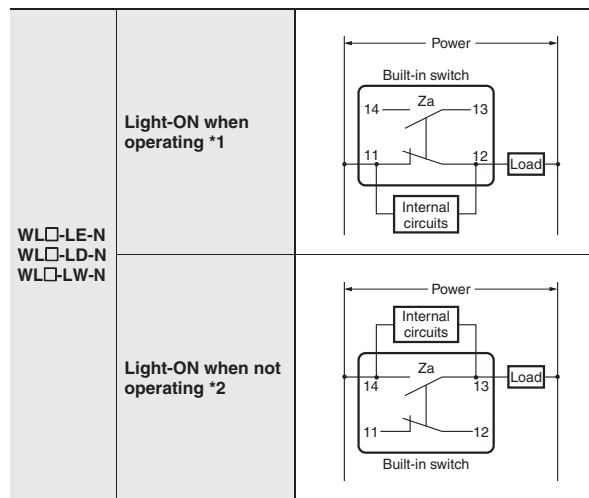 WL□-LE-N
WL□-LD-N
WL□-LW-N
Light-ON when
operating *1
Power
Built-in switch
14
Za
13
11
12
Load
Internal
circuits
Light-ON when not
operating *2
Power
Internal
circuits
Za
14
13
Load
11
12
Built-in switch